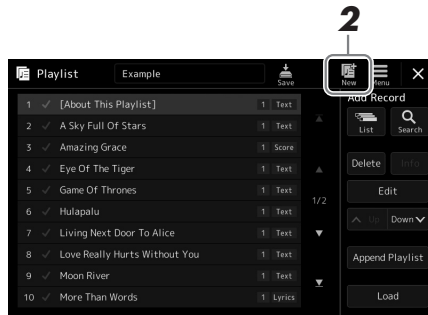 2
Playlist Example Save New Menu
Add Record
1 [About This Playlist] 1 Text
2 A Sky Full Of Stars 1 Text
3 Amazing Grace 1 Score
4 Eye Of The Tiger 1 Text
5 Game Of Thrones 1 Text
6 Hulapalu 1 Text
7 Living Next Door To Alice 1 Text
8 Love Really Hurts Without You 1 Text
9 Moon River 1 Text
10 More Than Words 1 Lyrics
1/2
List Search
Delete Info
Edit
Up Down
Append Playlist
Load